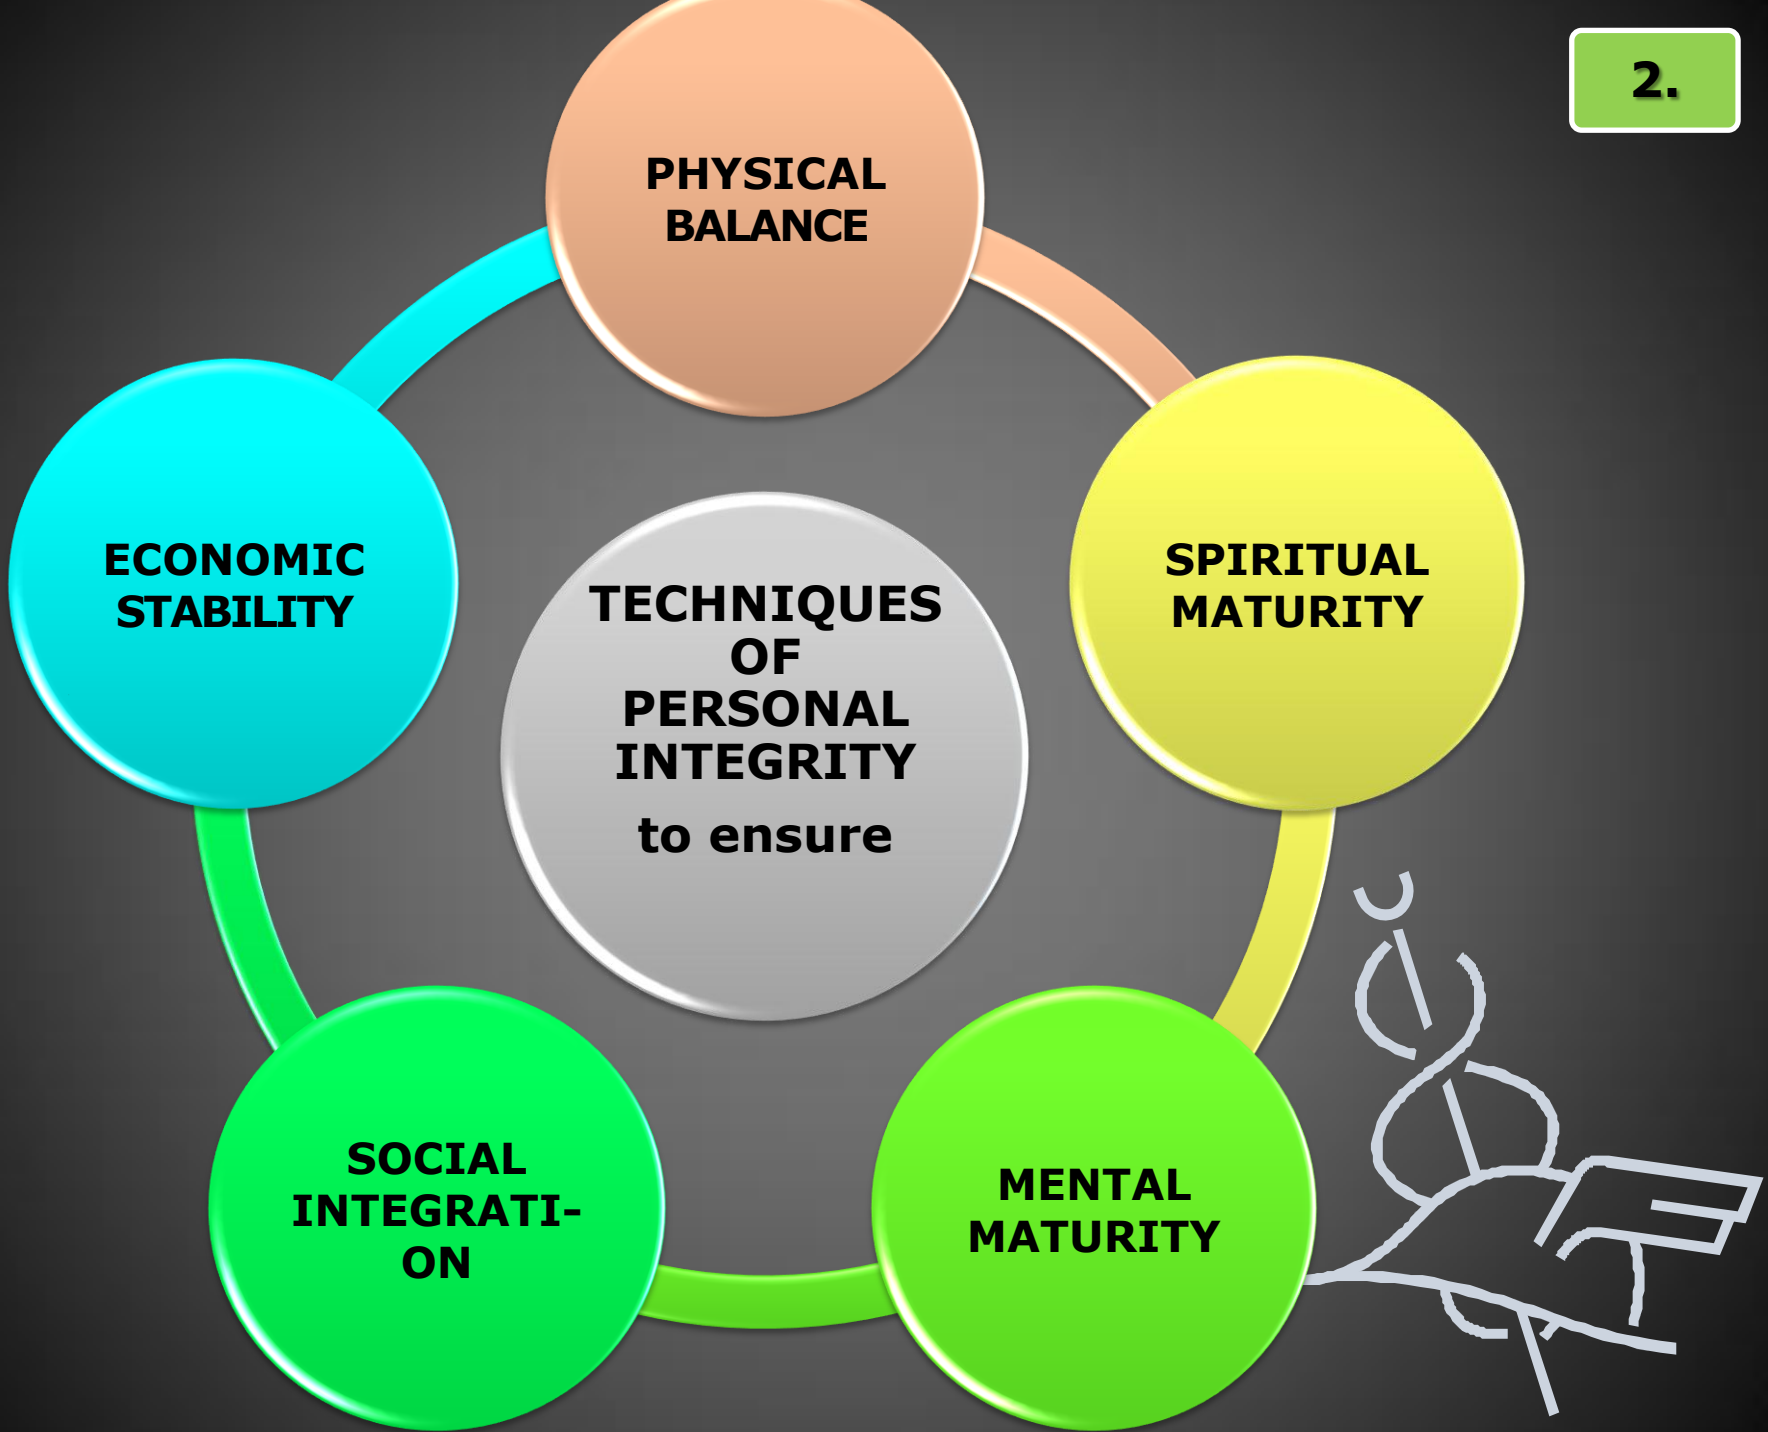 2.
PHYSICAL
BALANCE
SPIRITUAL
MATURITY
MENTAL
MATURITY
SOCIAL
INTEGRATI-
ON
ECONOMIC
STABILITY
TECHNIQUES
OF
PERSONAL
INTEGRITY
to ensure